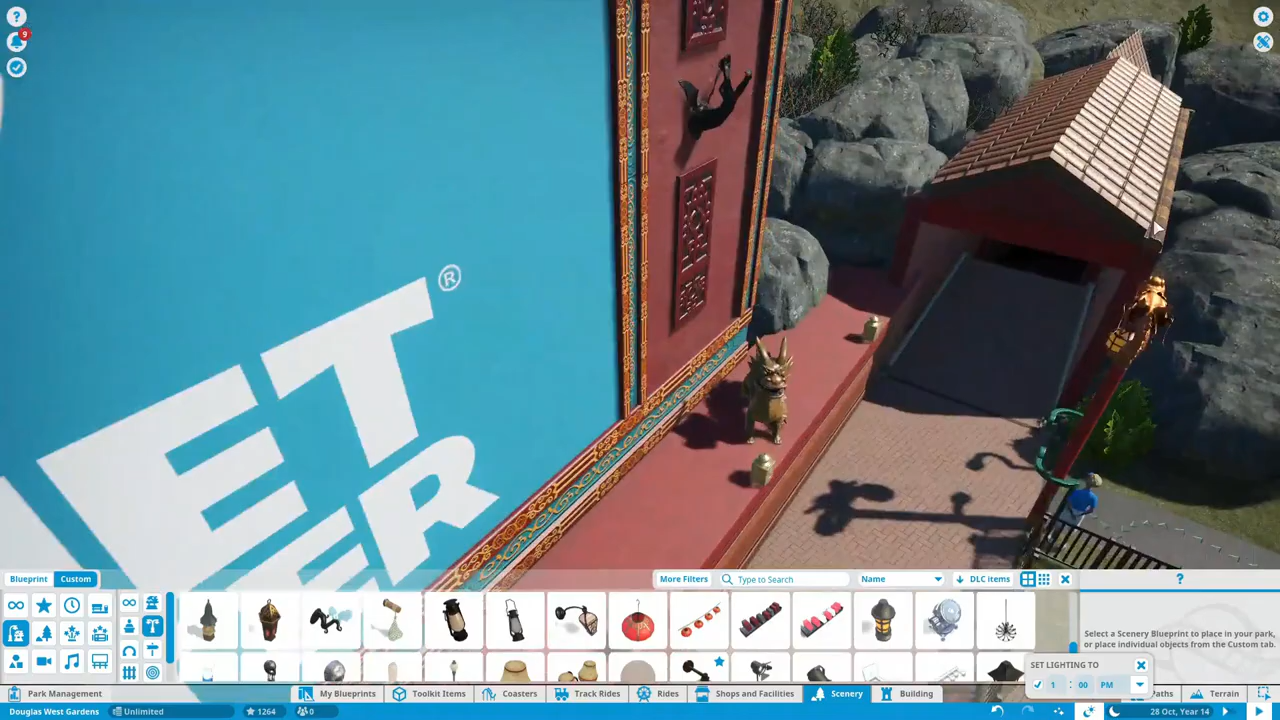 ?
9
®
ET
ER
Blueprint
Custom
More Filters
Type to Search
Name
DLC items
?
Select a Scenery Blueprint to place in your park, or place individual objects from the Custom tab.
SET LIGHTING TO
1 : 00 PM
Park Management
My Blueprints
Toolkit Items
Coasters
Track Rides
Rides
Shops and Facilities
Scenery
Building
Paths
Terrain
Douglas West Gardens
Unlimited
1264
0
28 Oct, Year 14